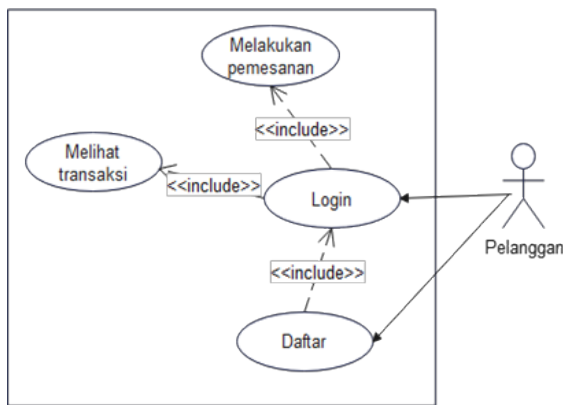 Melakukan
pemesanan
<<include>>
Melihat
transaksi
<<include>>
Login
Pelanggan
<<include>>
Daftar